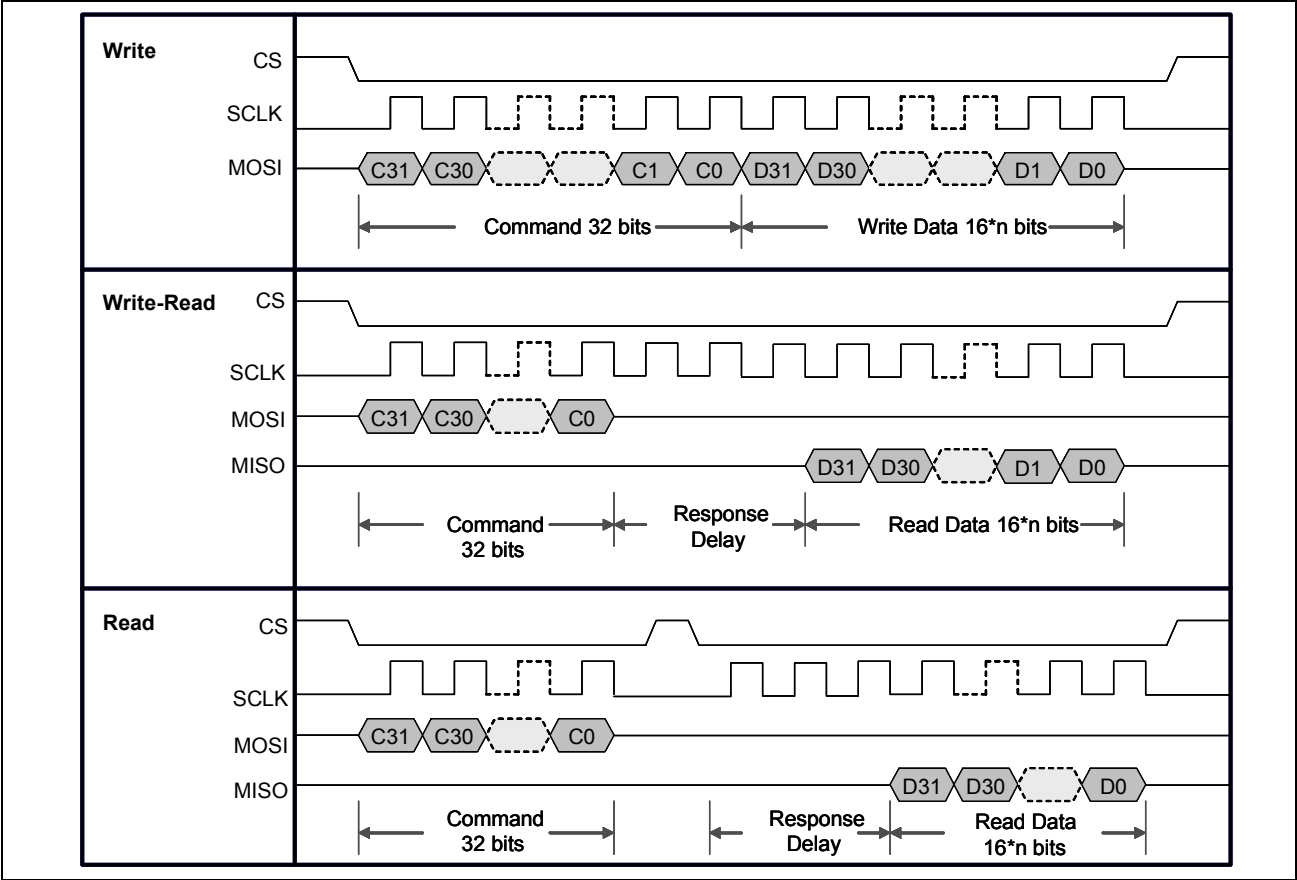 Write
CS
SCLK
MOSI C31 C30 C1 C0 D31 D30 D1 D0
Command 32 bits Write Data 16*n bits
Write-Read CS
SCLK
MOSI C31 C30 C0
MISO D31 D30 D1 D0
Command Response Read Data 16*n bits
32 bits Delay
Read
CS
SCLK
MOSI C31 C30 C0
MISO D31 D30 D0
Command Response Read Data
32 bits Delay 16*n bits